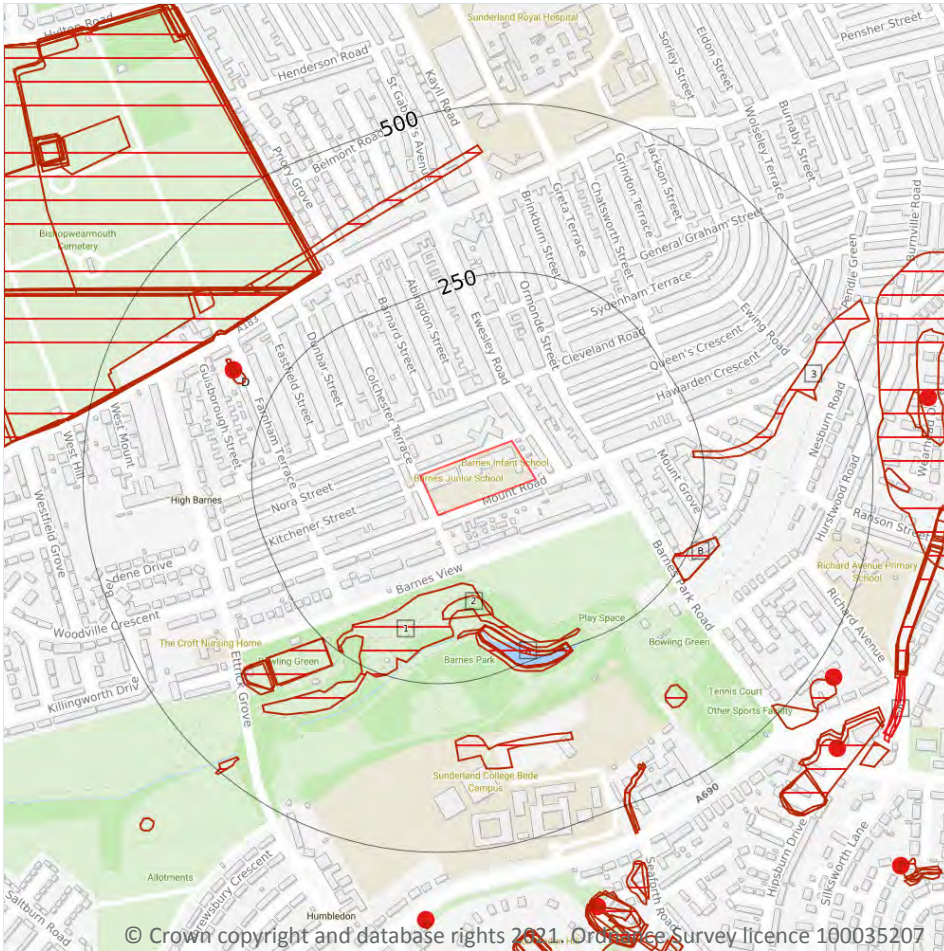 Hylton Road
Sunderland Royal Hospital
Pensher Street
Henderson Road
Sorley Street
Eldon Street
Kayll Road
Wolseley Terrace
Burnaby Street
500
Belmont Road
Priory Grove
Jackson Street
Grindon Terrace
Chatsworth Street
Greta Terrace
Brinkburn Street
General Graham Street
Burnville Road
Pendle Green
Bishopwearmouth
Cemetery
250
Ormonde Street
Sydenham Terrace
Ewing Road
A183
Abingdon Street
Barnard Street
Ewesley Road
Cleveland Road
Queen's Crescent
Hawarden Crescent
3
D
Dunbar Street
Eastfield Street
Farnham Terrace
Guisborough Street
Colchester Terrace
West Hill
West Mount
Nesburn Road
Hurstwood Road
Mount Grove
Barnes Infant School
Barnes Junior School
Mount Road
High Barnes
Nora Street
Kitchener Street
Westfield Grove
Ranson Street
B
Richard Avenue Primary
School
Barnes View
Barnes Park Road
Woodville Crescent
2
1
Play Space
Richard Avenue
The Croft Nursing Home
Bowling Green
Bowling Green
Barnes Park
Killingworth Driv
Ettrick Grove
Tennis Court
Other Sports Facility
Sunderland College Bede
Campus
A690
Hipsburn Drive
Silksworth Lane
Seaforth Road
Allotments
Shrewsbury Crescent
Saltburn Road
Humbledon
© Crown copyright and database rights 2021. Ordnance Survey licence 100035207